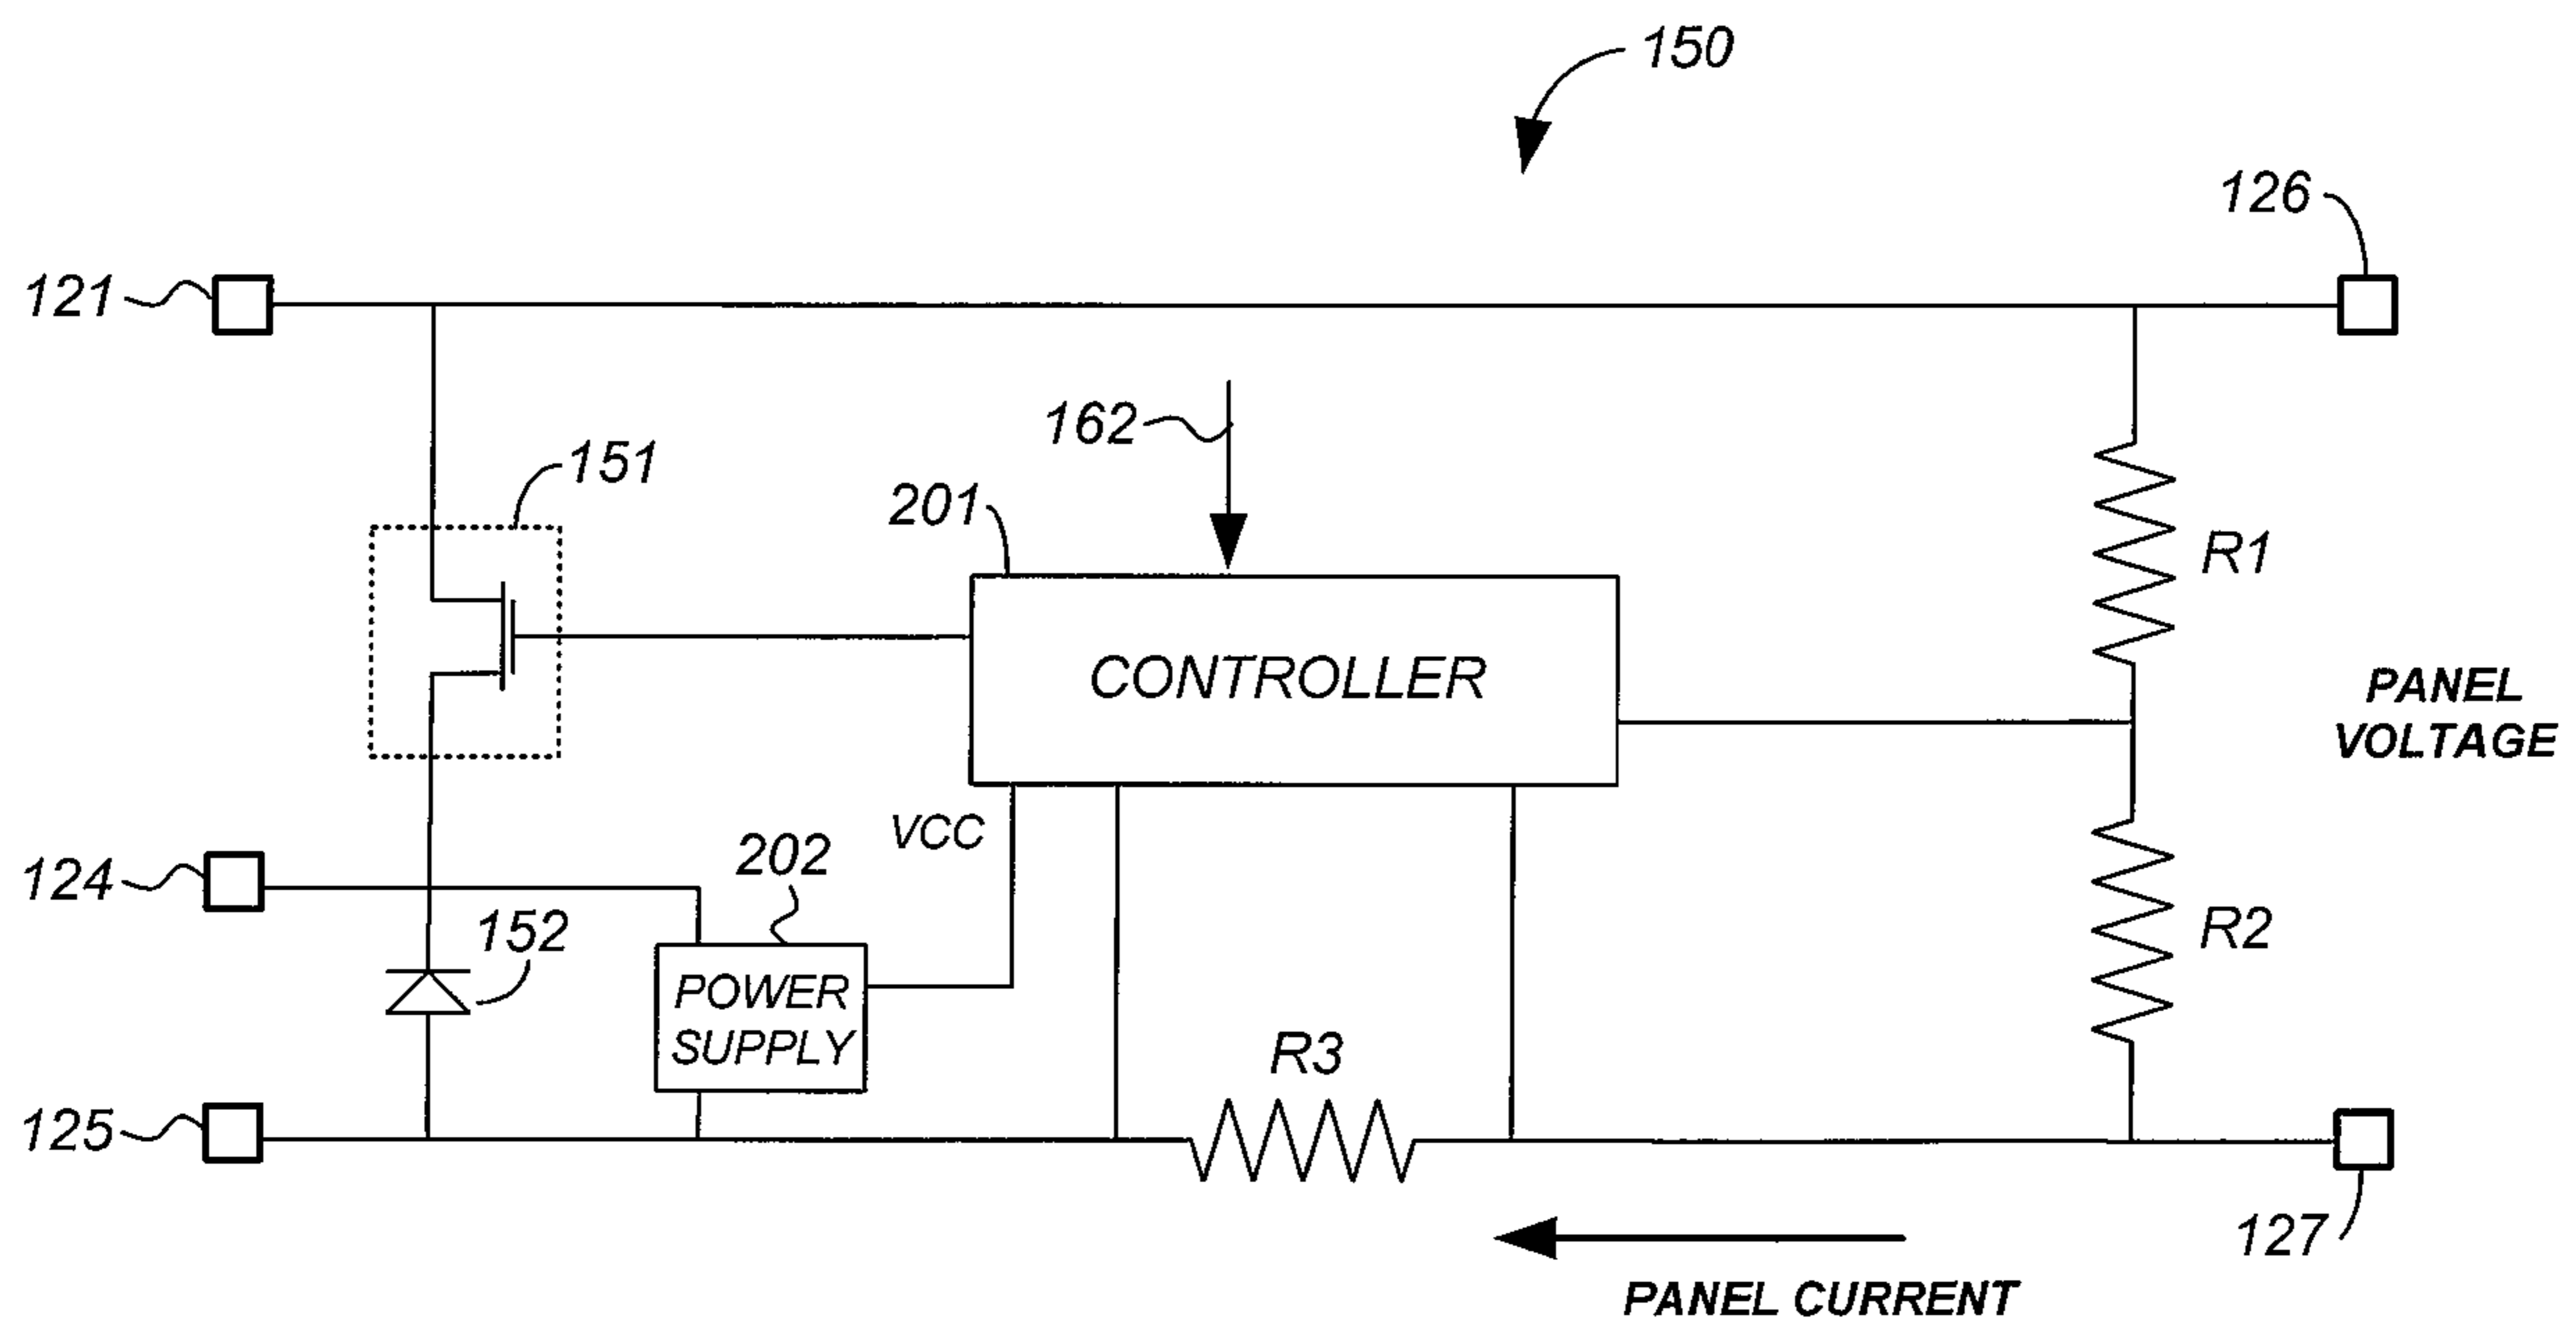 150
126
121
162
151
201
R1
CONTROLLER
PANEL
VOLTAGE
VCC
202
124
152
R2
POWER
SUPPLY
R3
125
127
PANEL CURRENT